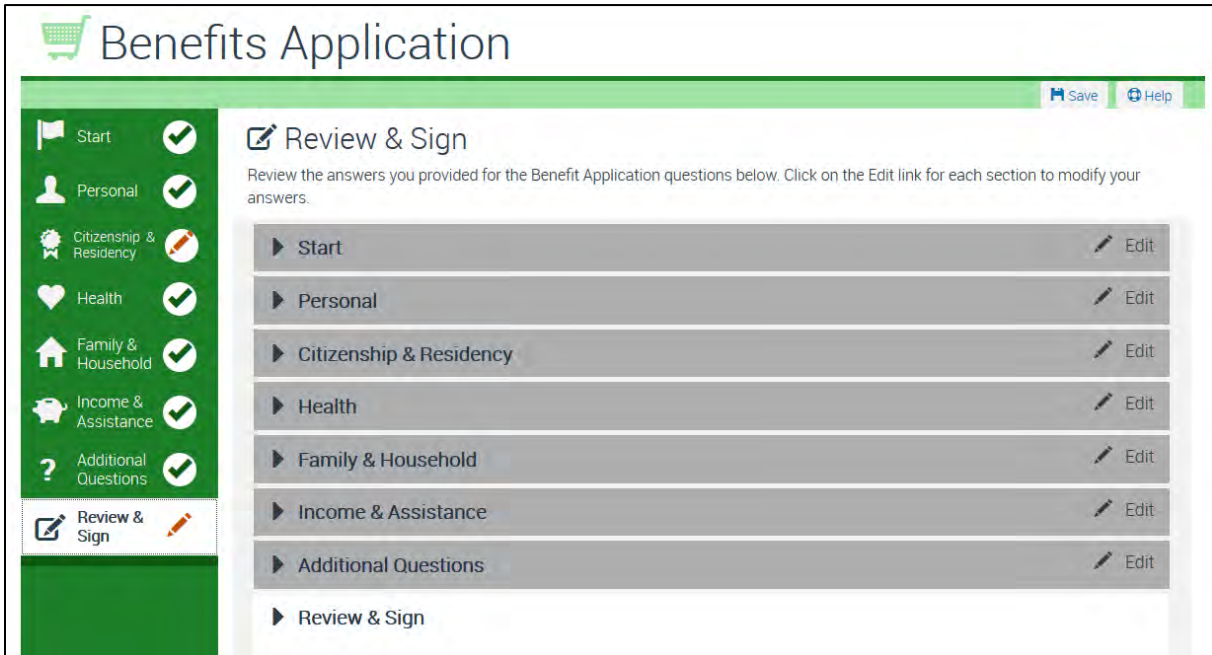 Benefits Application
Save Help
Start
Personal
Citizenship &
Residency
Health
Family &
Household
Income &
Assistance
? Additional
Questions
Review &
Sign
Review & Sign
Review the answers you provided for the Benefit Application questions below. Click on the Edit link for each section to modify your
answers.
Start Edit
Personal Edit
Citizenship & Residency Edit
Health Edit
Family & Household Edit
Income & Assistance Edit
Additional Questions Edit
Review & Sign